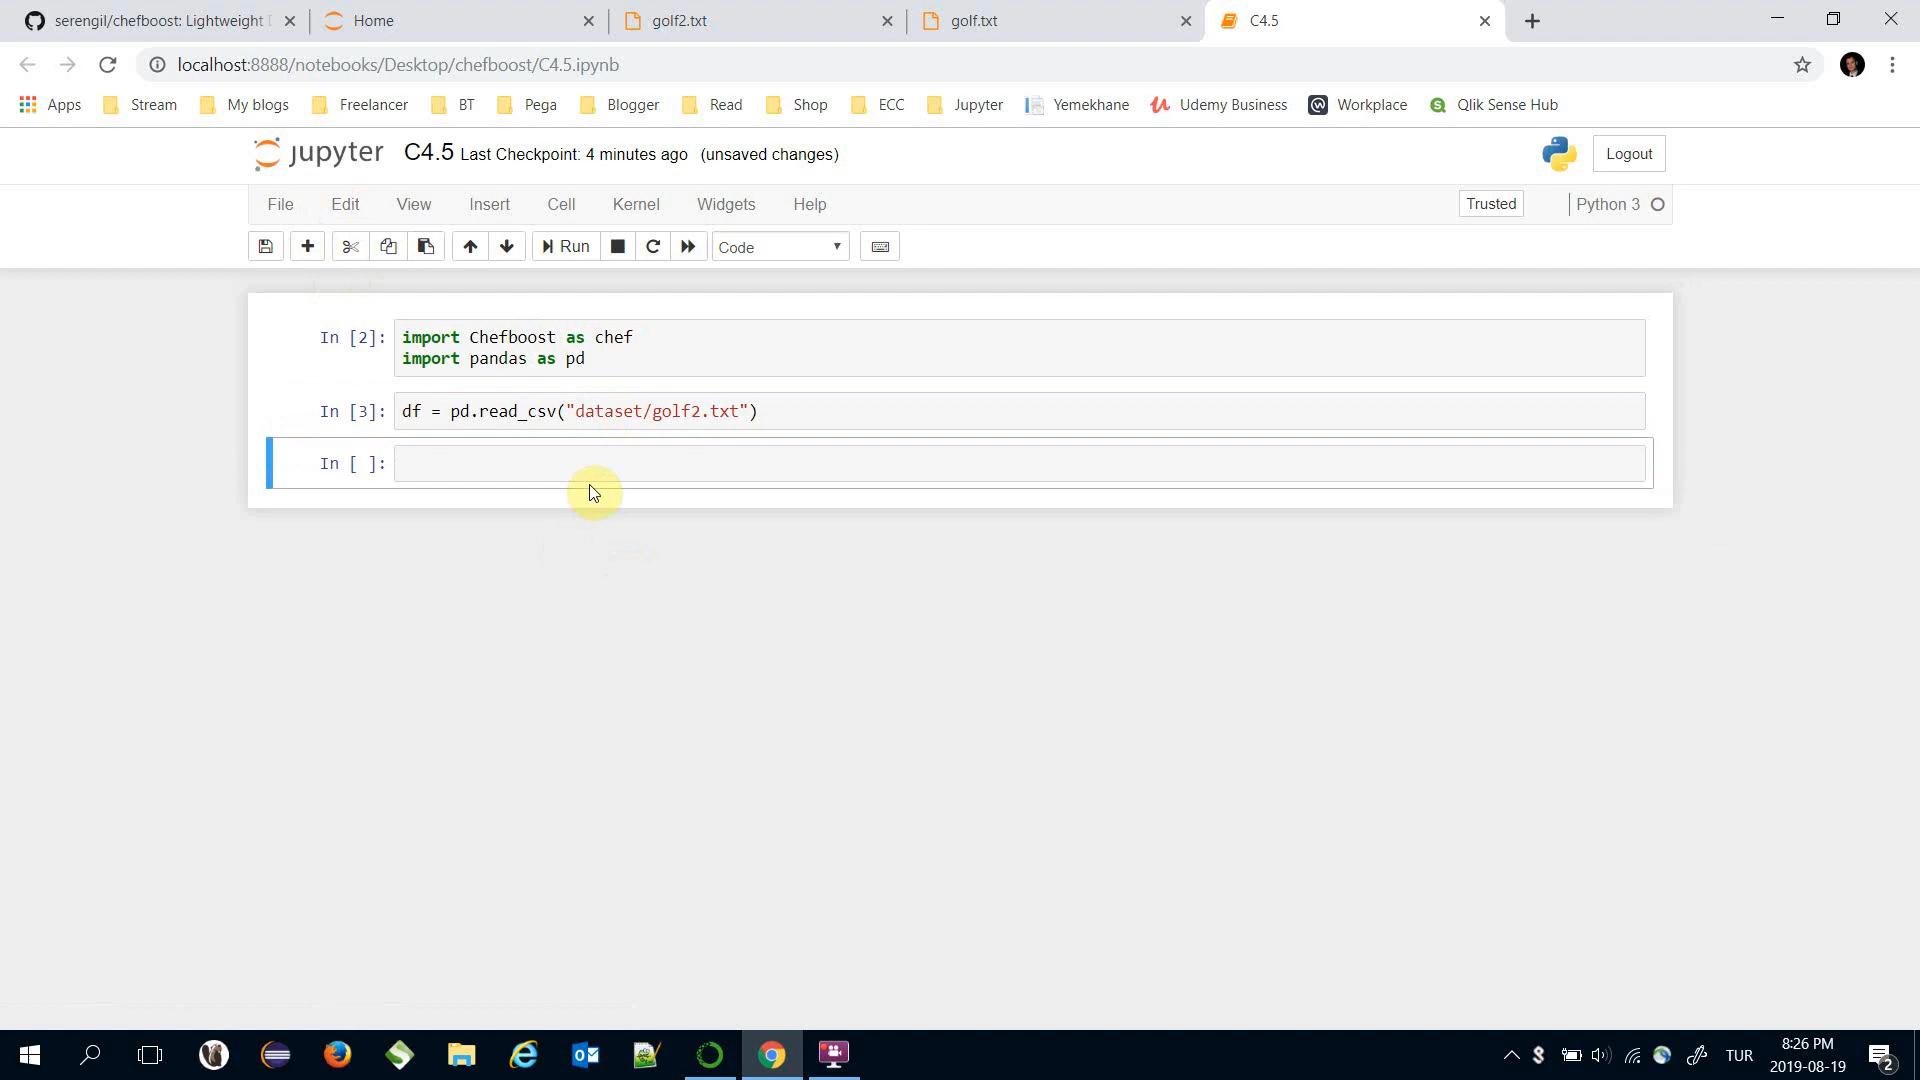 serengil/chefboost: Lightweight
Home
golf2.txt
golf.txt
C4.5
localhost:8888/notebooks/Desktop/chefboost/C4.5.ipynb
Apps
Stream
My blogs
Freelancer
BT
Pega
Blogger
Read
Shop
ECC
Jupyter
Yemekhane
Udemy Business
Workplace
Qlik Sense Hub
jupyter C4.5 Last Checkpoint: 4 minutes ago (unsaved changes)
Logout
File Edit View Insert Cell Kernel Widgets Help
Trusted
Python 3
Run
Code
In [2]: import Chefboost as chef
import pandas as pd
In [3]: df = pd.read_csv("dataset/golf2.txt")
In [ ]:
TUR
8:26 PM
2019-08-19
2